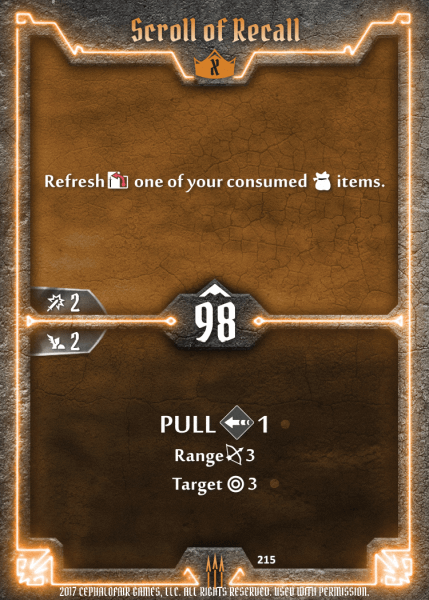 Scroll of Recall
X
Refresh one of your consumed items.
2
98
2
PULL 1
Range 3
Target 3
215
2017 CEPHALOFAIR GAMES, LLC. ALL RIGHTS RESERVED. USED WITH PERMISSION.